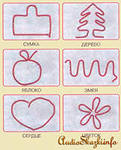 СУМКА ДЕРЕВО
ЯБЛОКО ЗМЕЯ
СЕРДЦЕ ЦВЕТОК
AudioSkazki.info